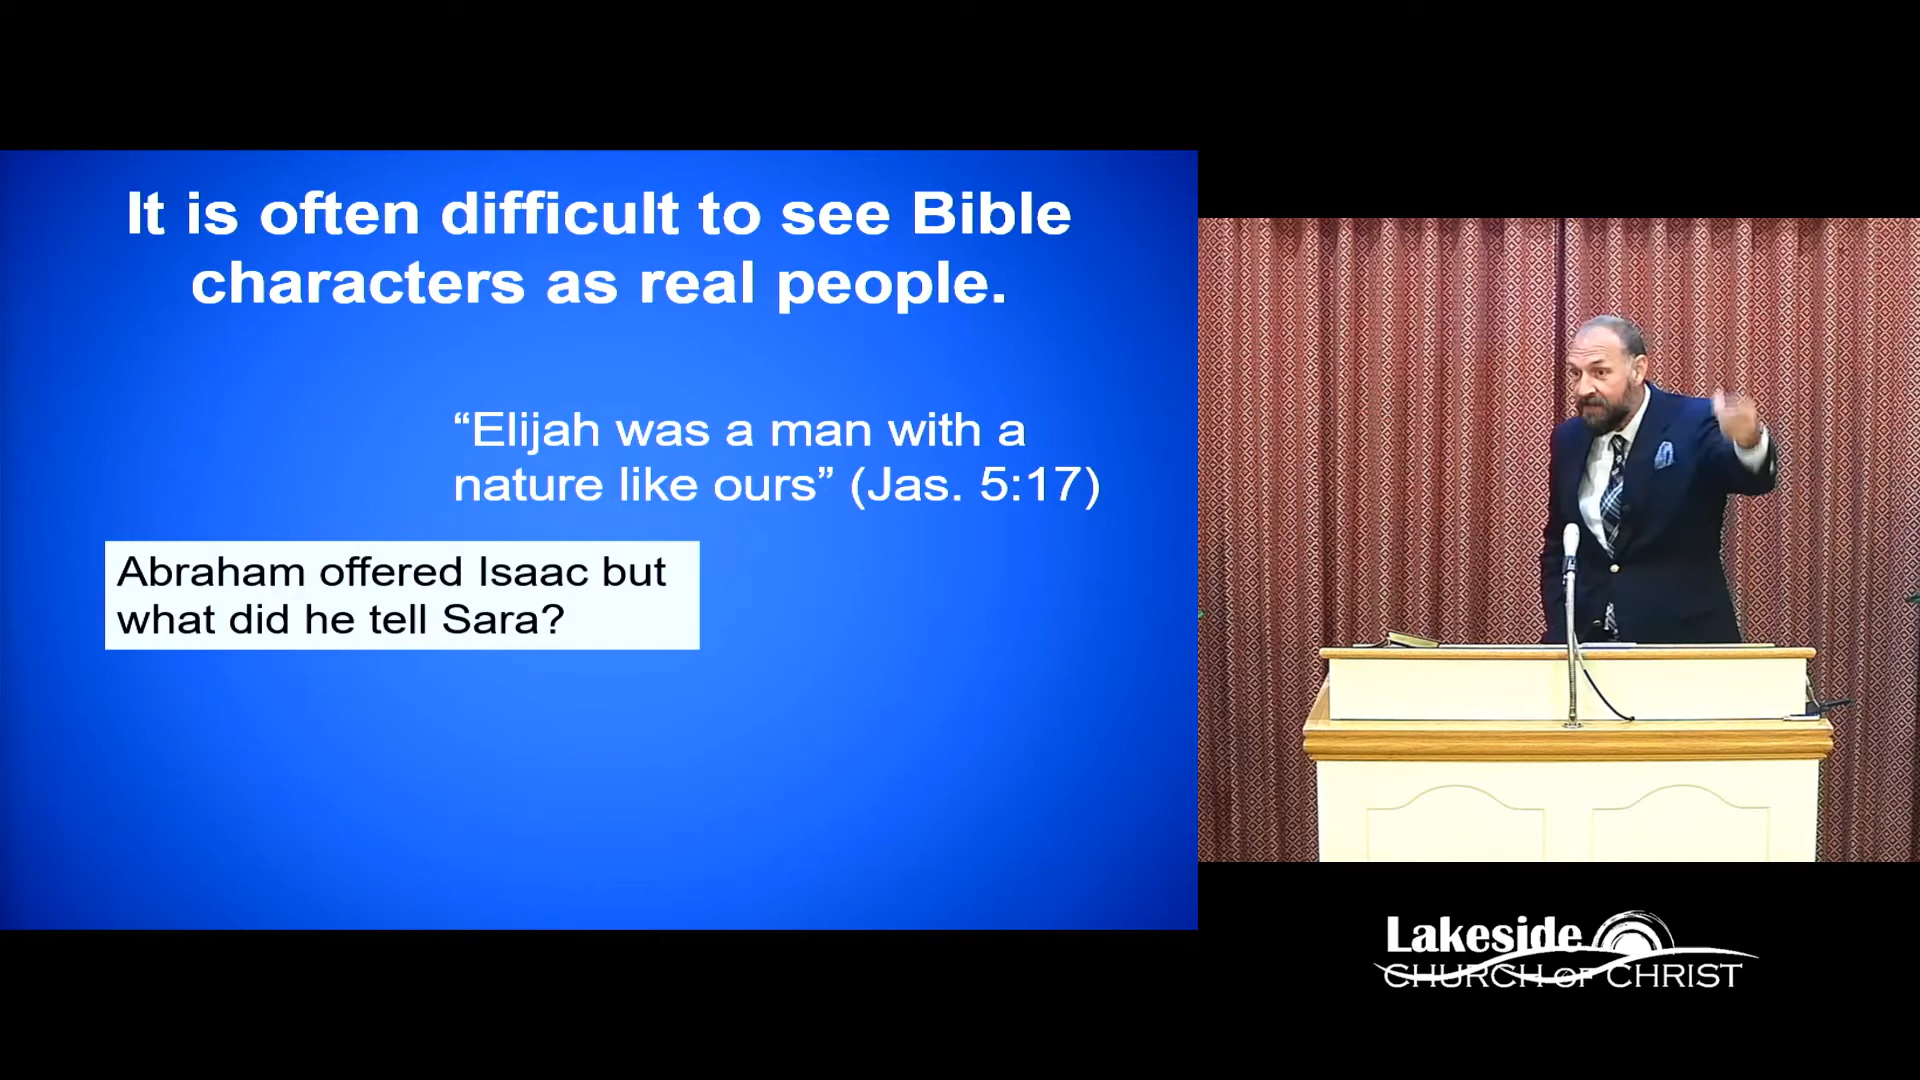 It is often difficult to see Bible
characters as real people.
“Elijah was a man with a
nature like ours” (Jas. 5:17)
Abraham offered Isaac but
what did he tell Sara?
Lakeside
CHURCH OF CHRIST